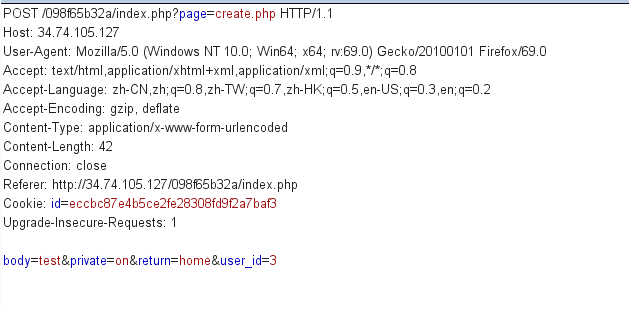 POST /098f65b32a/index.php?page=create.php HTTP/1.1
Host: 34.74.105.127
User-Agent: Mozilla/5.0 (Windows NT 10.0; Win64; x64; rv:69.0) Gecko/20100101 Firefox/69.0
Accept: text/html,application/xhtml+xml,application/xml;q=0.9,*/*;q=0.8
Accept-Language: zh-CN,zh;q=0.8,zh-TW;q=0.7,zh-HK;q=0.5,en-US;q=0.3,en;q=0.2
Accept-Encoding: gzip, deflate
Content-Type: application/x-www-form-urlencoded
Content-Length: 42
Connection: close
Referer: http://34.74.105.127/098f65b32a/index.php
Cookie: id=eccbc87e4b5ce2fe28308fd9f2a7baf3
Upgrade-Insecure-Requests: 1
body=test&private=on&return=home&user_id=3